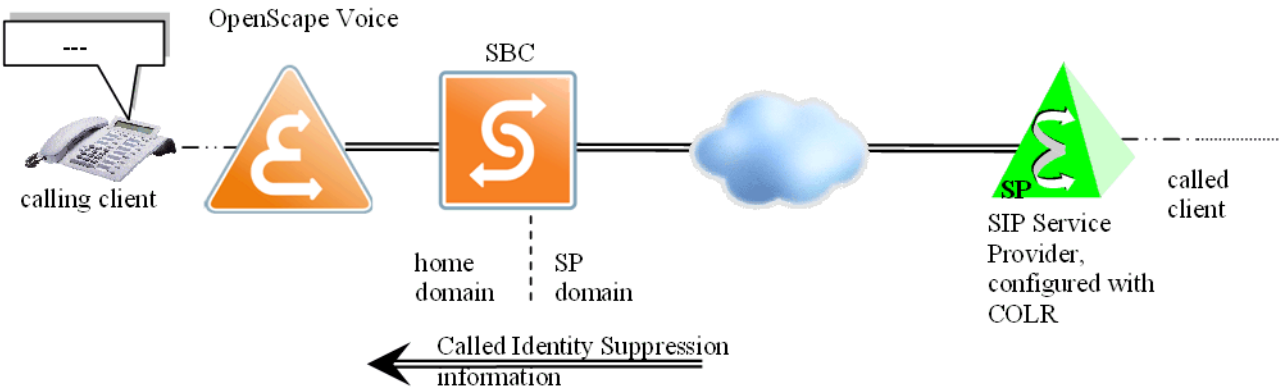 OpenScape Voice
---
SBC
calling client
SP
called
client
SIP Service
Provider,
configured with
COLR
home
domain
SP
domain
Called Identity Suppression
information